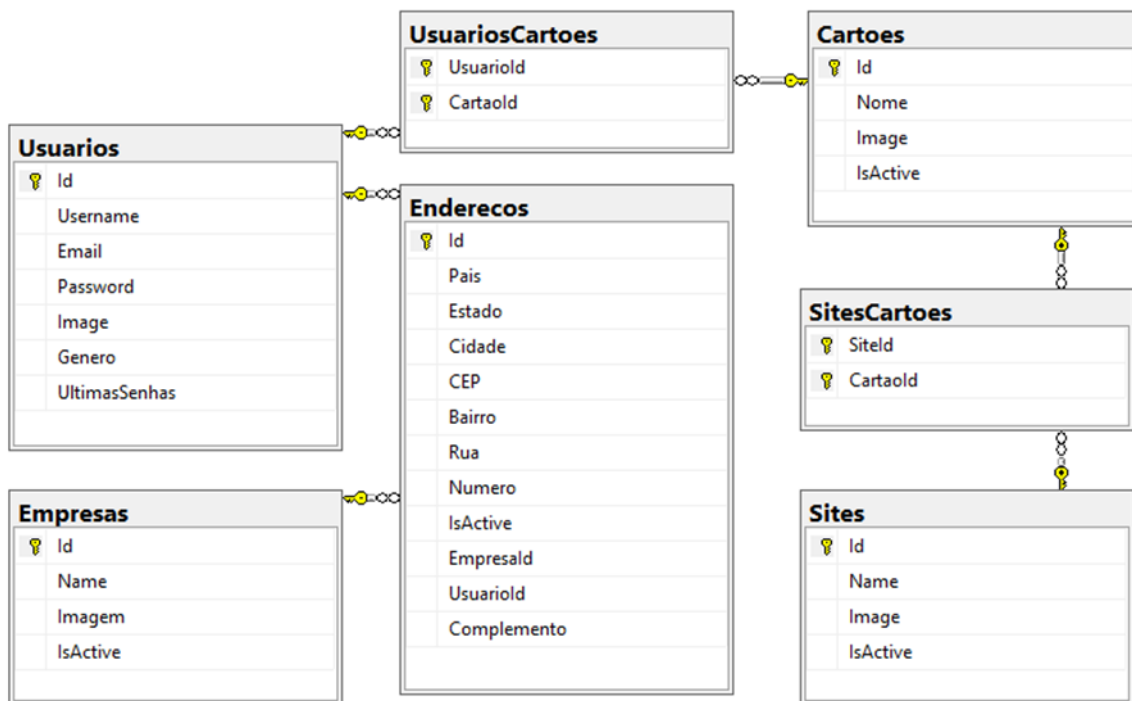 UsuariosCartoes
UsuarioId
CartaoId
Cartoes
Id
Nome
Image
IsActive
Usuarios
Id
Username
Email
Password
Image
Genero
UltimasSenhas
Enderecos
Id
Pais
Estado
Cidade
CEP
Bairro
Rua
Numero
IsActive
EmpresaId
UsuarioId
Complemento
SitesCartoes
SiteId
CartaoId
Empresas
Id
Name
Imagem
IsActive
Sites
Id
Name
Image
IsActive